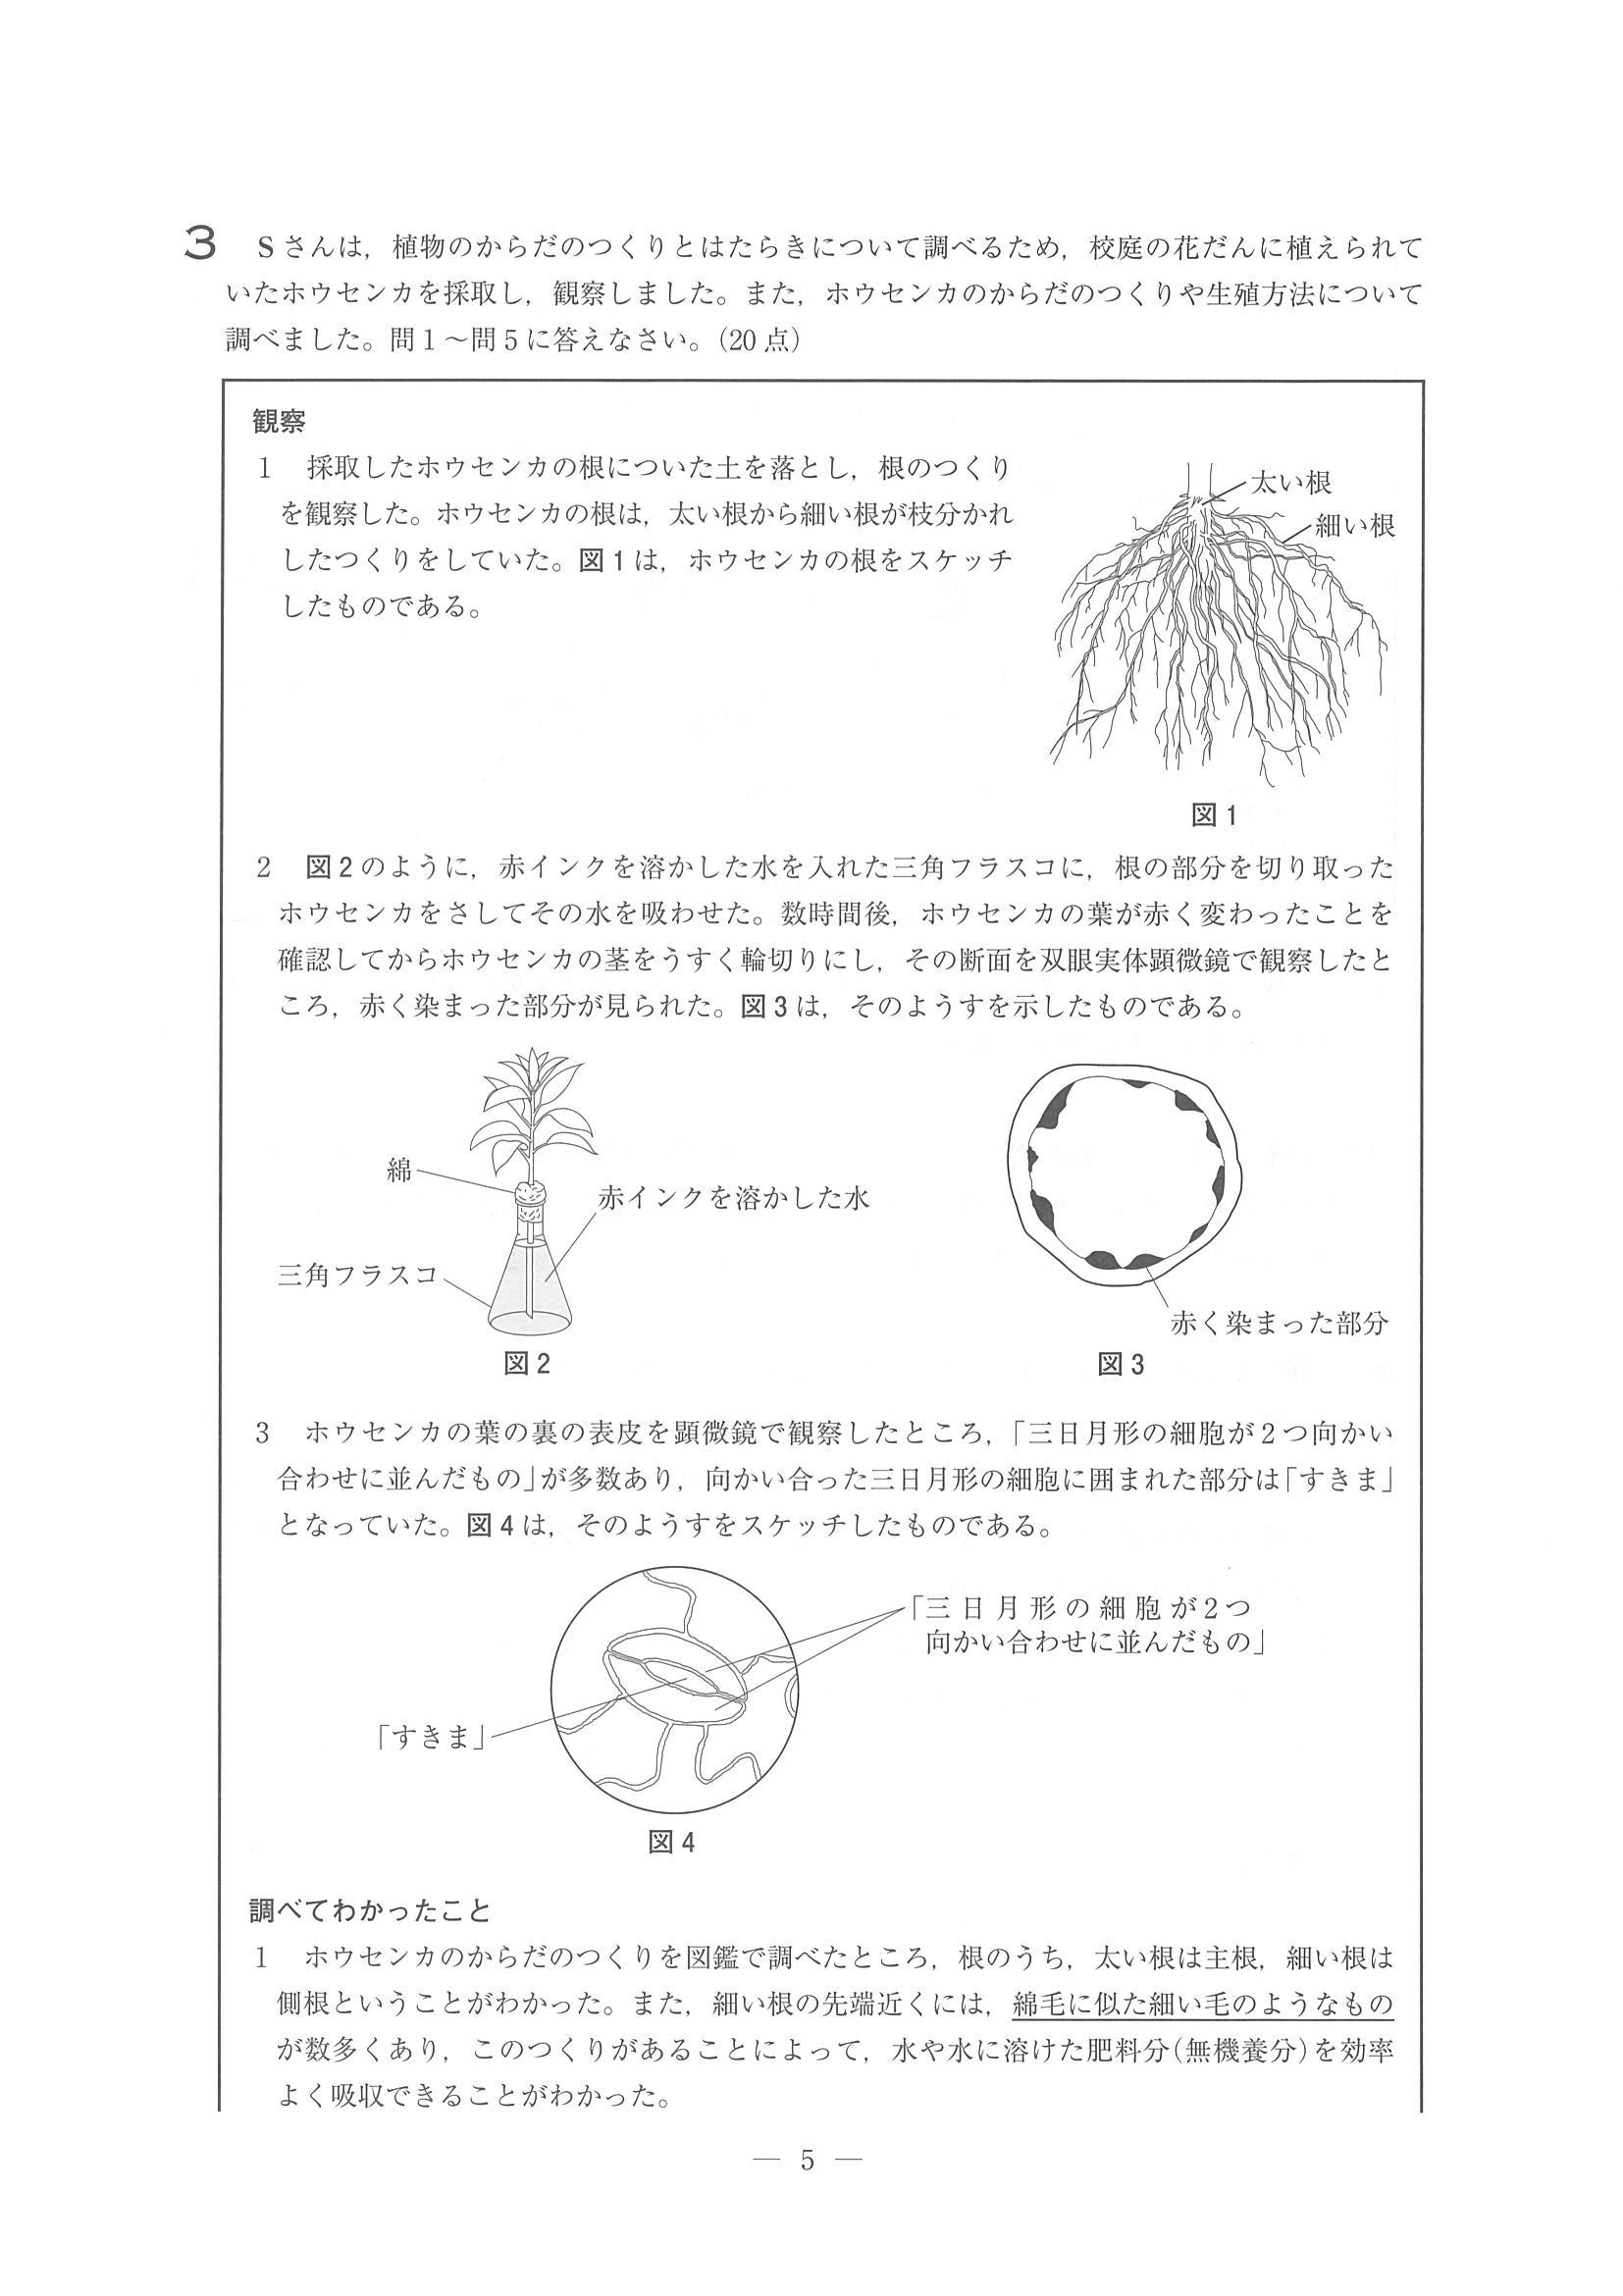 3 Sさんは，植物のからだのつくりとはたらきについて調べるため，校庭の花だんに植えられて
いたホウセンカを採取し，観察しました。また，ホウセンカのからだのつくりや生殖方法について
調べました。問1～問5に答えなさい。(20点)
観察
1 採取したホウセンカの根についた土を落とし，根のつくり
を観察した。ホウセンカの根は，太い根から細い根が枝分かれ
したつくりをしていた。図1は，ホウセンカの根をスケッチ
したものである。
太い根
細い根
図1
2 図2のように，赤インクを溶かした水を入れた三角フラスコに，根の部分を切り取った
ホウセンカをさしてその水を吸わせた。数時間後，ホウセンカの葉が赤く変わったことを
確認してからホウセンカの茎をうすく輪切りにし，その断面を双眼実体顕微鏡で観察したと
ころ，赤く染まった部分が見られた。図3は，そのようすを示したものである。
綿
赤インクを溶かした水
三角フラスコ
図2
赤く染まった部分
図3
3 ホウセンカの葉の裏の表皮を顕微鏡で観察したところ，「三日月形の細胞が2つ向かい
合わせに並んだもの」が多数あり，向かい合った三日月形の細胞に囲まれた部分は「すきま」
となっていた。図4は，そのようすをスケッチしたものである。
「三日月形の細胞が2つ
向かい合わせに並んだもの」
「すきま」
図4
調べてわかったこと
1 ホウセンカのからだのつくりを図鑑で調べたところ，根のうち，太い根は主根，細い根は
側根ということがわかった。また，細い根の先端近くには，綿毛に似た細い毛のようなもの
が数多くあり，このつくりがあることによって，水や水に溶けた肥料分(無機養分)を効率
よく吸収できることがわかった。
— 5 —